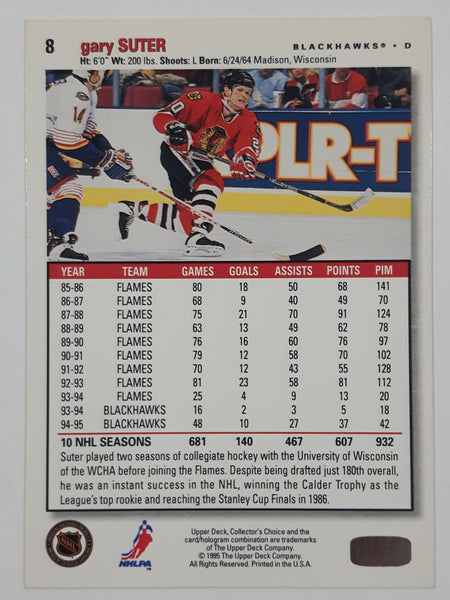 8 gary SUTER BLACKHAWKS® • D
Ht: 6'0" Wt: 200 lbs. Shoots: L Born: 6/24/64 Madison, Wisconsin
14
20
PLR-T
YEAR TEAM GAMES GOALS ASSISTS POINTS PIM
85-86 FLAMES 80 18 50 68 141
86-87 FLAMES 68 9 40 49 70
87-88 FLAMES 75 21 70 91 124
88-89 FLAMES 63 13 49 62 78
89-90 FLAMES 76 16 60 76 97
90-91 FLAMES 79 12 58 70 102
91-92 FLAMES 70 12 43 55 128
92-93 FLAMES 81 23 58 81 112
93-94 FLAMES 25 4 9 13 20
93-94 BLACKHAWKS 16 2 3 5 18
94-95 BLACKHAWKS 48 10 27 37 42
10 NHL SEASONS 681 140 467 607 932
Suter played two seasons of collegiate hockey with the University of Wisconsin
of the WCHA before joining the Flames. Despite being drafted just 180th overall,
he was an instant success in the NHL, winning the Calder Trophy as the
League's top rookie and reaching the Stanley Cup Finals in 1986.
NHL
NHLPA™
Upper Deck, Collector's Choice and the
card/hologram combination are trademarks
of The Upper Deck Company.
© 1995 The Upper Deck Company.
All Rights Reserved. Printed in the U.S.A.